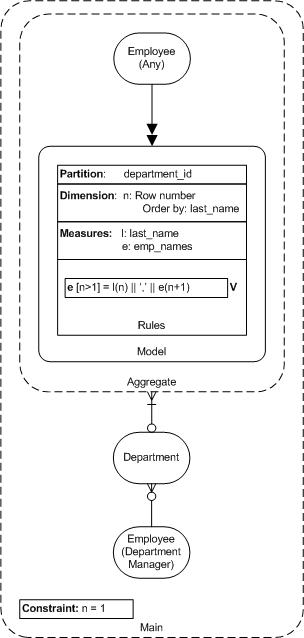 Employee
(Any)
Partition: department_id
Dimension: n: Row number
Order by: last_name
Measures: l: last_name
e: emp_names
e [n>1] = l(n) || ',' || e(n+1) V
Rules
Model
Aggregate
Department
Employee
(Department
Manager)
Constraint: n = 1
Main